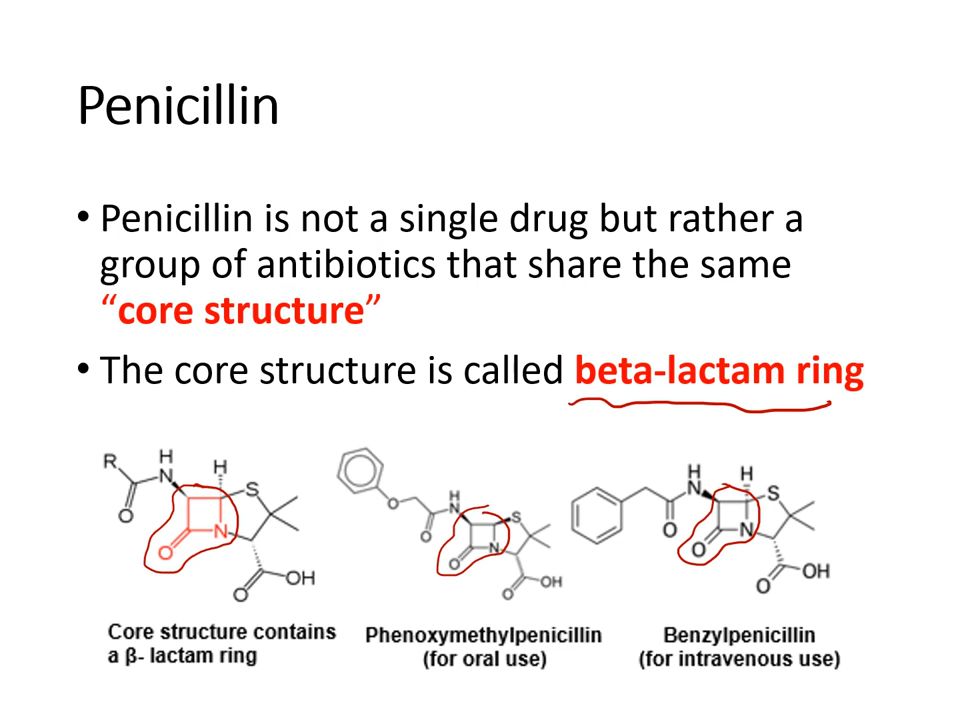 Penicillin
• Penicillin is not a single drug but rather a
group of antibiotics that share the same
“core structure”
• The core structure is called beta-lactam ring
R
H
N
O
H
S
N
O
O
OH
O
O
H
N
S
N
O
O
OH
O
H
N
H
S
N
O
O
OH
Core structure contains
a β- lactam ring
Phenoxymethylpenicillin
(for oral use)
Benzylpenicillin
(for intravenous use)